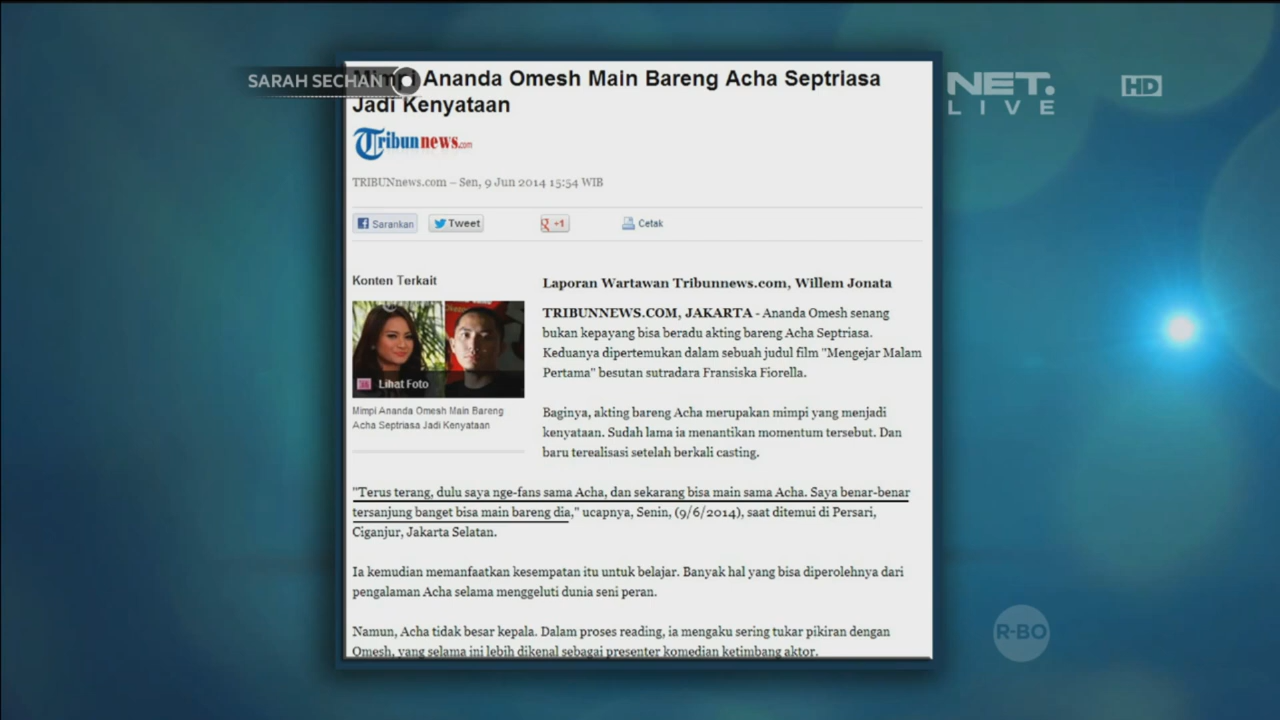 SARAH SECHAN
NET.
LIVE
HD
Mimpi Ananda Omesh Main Bareng Acha Septriasa
Jadi Kenyataan
Tribunnews.com
TRIBUNnews.com – Sen, 9 Jun 2014 15:54 WIB
Sarankan
Tweet
+1
Cetak
Konten Terkait
Lihat Foto
Mimpi Ananda Omesh Main Bareng
Acha Septriasa Jadi Kenyataan
Laporan Wartawan Tribunnews.com, Willem Jonata
TRIBUNNEWS.COM, JAKARTA - Ananda Omesh senang
bukan kepayang bisa beradu akting bareng Acha Septriasa.
Keduanya dipertemukan dalam sebuah judul film "Mengejar Malam
Pertama" besutan sutradara Fransiska Fiorella.
Baginya, akting bareng Acha merupakan mimpi yang menjadi
kenyataan. Sudah lama ia menantikan momentum tersebut. Dan
baru terealisasi setelah berkali casting.
"Terus terang, dulu saya nge-fans sama Acha, dan sekarang bisa main sama Acha. Saya benar-benar
tersanjung banget bisa main bareng dia," ucapnya, Senin, (9/6/2014), saat ditemui di Persari,
Ciganjur, Jakarta Selatan.
Ia kemudian memanfaatkan kesempatan itu untuk belajar. Banyak hal yang bisa diperolehnya dari
pengalaman Acha selama menggeluti dunia seni peran.
Namun, Acha tidak besar kepala. Dalam proses reading, ia mengaku sering tukar pikiran dengan
Omesh, yang selama ini lebih dikenal sebagai presenter komedian ketimbang aktor.
R-BO